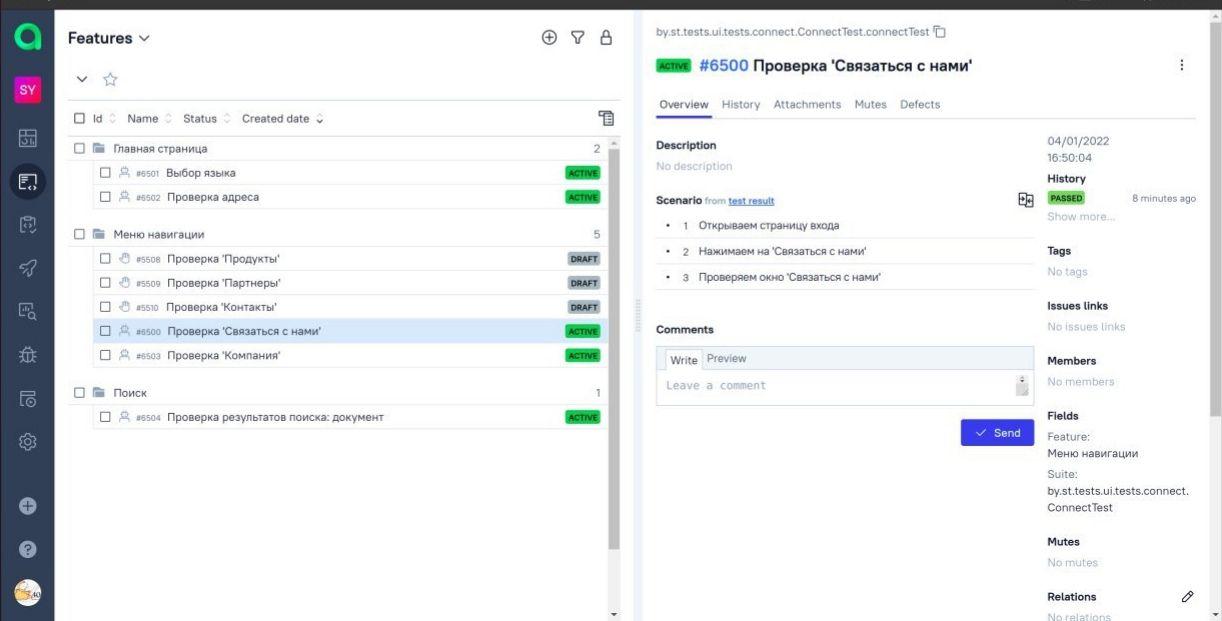 SY
Features
Id Name Status Created date
Главная страница 2
#6501 Выбор языка ACTIVE
#6502 Проверка адреса ACTIVE
Меню навигации 5
#5508 Проверка 'Продукты' DRAFT
#5509 Проверка 'Партнеры' DRAFT
#5510 Проверка 'Контакты' DRAFT
#6500 Проверка 'Связаться с нами' ACTIVE
#6503 Проверка 'Компания' ACTIVE
Поиск 1
#6504 Проверка результатов поиска: документ ACTIVE
by.st.tests.ui.tests.connect.ConnectTest.connectTest
ACTIVE #6500 Проверка 'Связаться с нами'
Overview History Attachments Mutes Defects
Description
No description
Scenario from test result
• 1 Открываем страницу входа
• 2 Нажимаем на 'Связаться с нами'
• 3 Проверяем окно 'Связаться с нами'
Comments
Write Preview
Leave a comment
Send
04/01/2022
16:50:04
History
PASSED 8 minutes ago
Show more...
Tags
No tags
Issues links
No issues links
Members
No members
Fields
Feature:
Меню навигации
Suite:
by.st.tests.ui.tests.connect.
ConnectTest
Mutes
No mutes
Relations
No relations